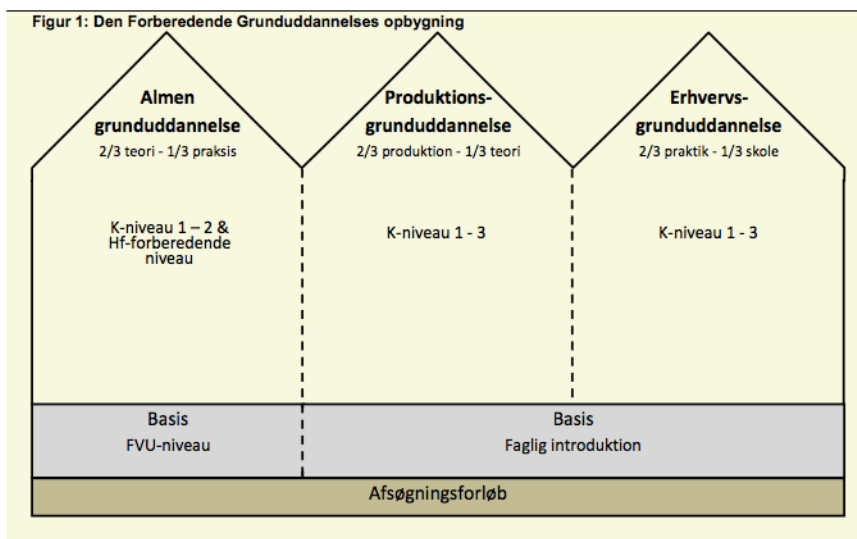 Figur 1: Den Forberedende Grunduddannelses opbygning
Almen
grunduddannelse
2/3 teori - 1/3 praksis
Produktions-
grunduddannelse
2/3 produktion - 1/3 teori
Erhvervs-
grunduddannelse
2/3 praktik - 1/3 skole
K-niveau 1 – 2 &
Hf-forberedende
niveau
K-niveau 1 - 3
K-niveau 1 - 3
Basis
FVU-niveau
Basis
Faglig introduktion
Afsøgningsforløb